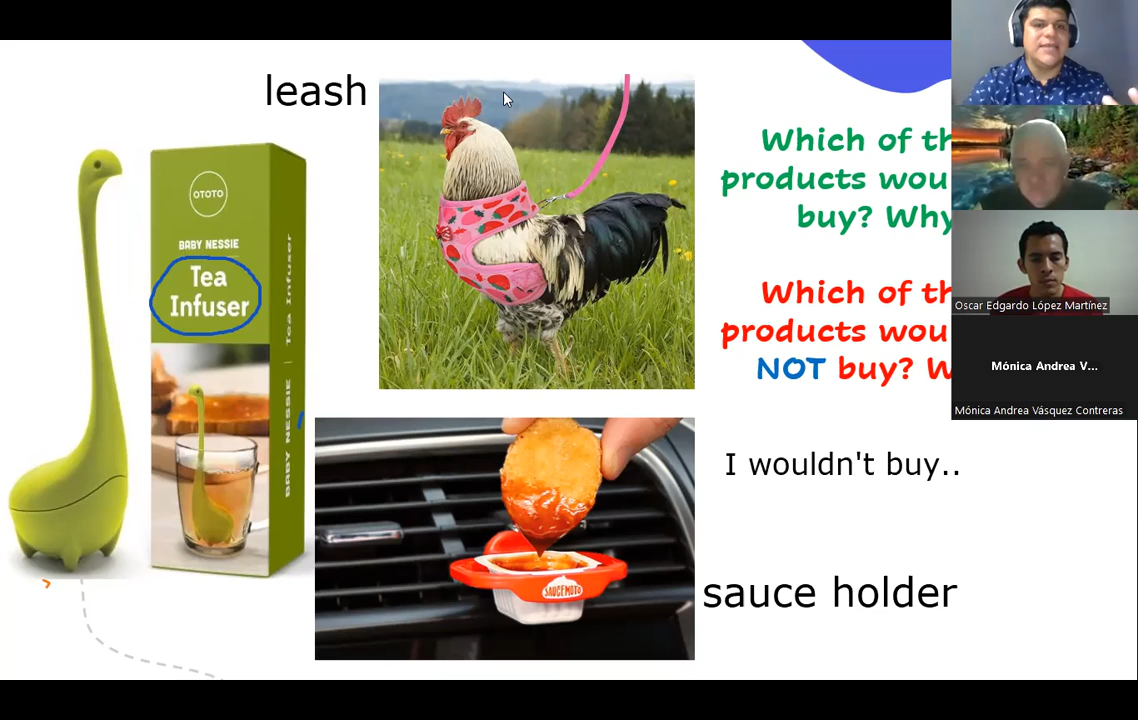 leash
OTOTO
BABY NESSIE
Tea
Infuser
BABY NESSIE | Tea Infuser
Which of th
products wou
buy? Why
Which of th
products wou
NOT buy? W
I wouldn't buy..
SAUCEMOTO
sauce holder
Oscar Edgardo López Martínez
Mónica Andrea V...
Mónica Andrea Vásquez Contreras